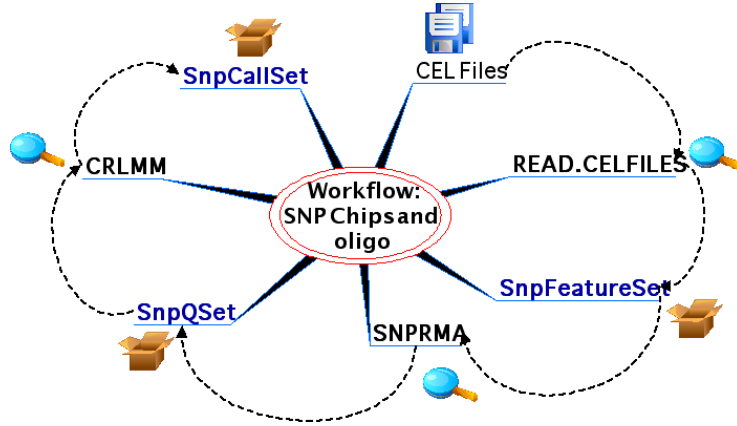 SnpCallSet
CEL Files
CRLMM
READ.CELFILES
Workflow:
SNP Chips and
oligo
SnpFeatureSet
SnpQSet
SNPRMA